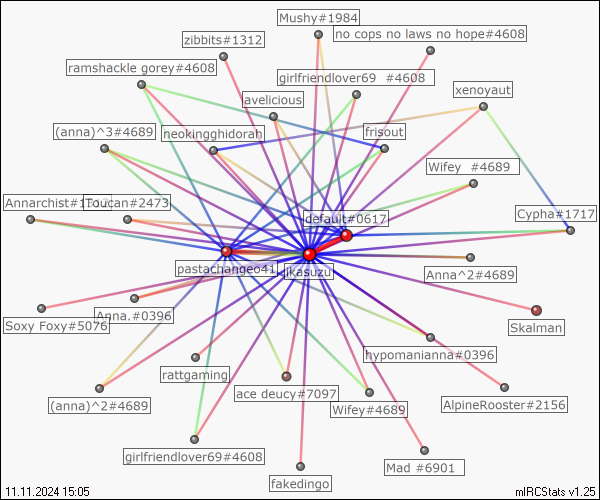 Mushy#1984
no cops no laws no hope#4608
zibbits#1312
ramshackle gorey#4608
girlfriendlover69 #4608
xenoyaut
avelicious
(anna)^3#4689
neokingghidorah
frisout
Wifey #4689
Toucan#2473
default#0617
Cypha#1717
pastachangeo41
jkasuzu
Anna^2#4689
Soxy Foxy#5076
Anna.#0396
Skalman
hypomanianna#0396
rattgaming
ace deucy#7097
(anna)^2#4689
Wifey#4689
AlpineRooster#2156
girlfriendlover69#4608
Mad #6901
fakedingo
11.11.2024 15:05
mIRCStats v1.25